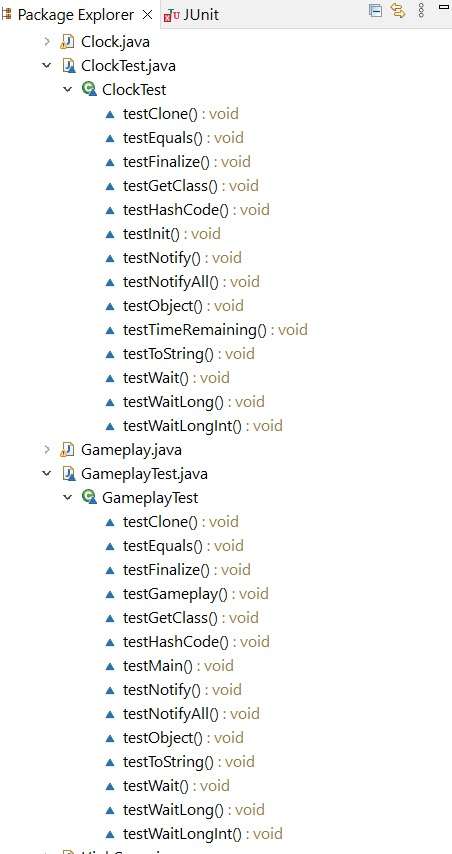 Package Explorer JUnit
Clock.java
ClockTest.java
ClockTest
testClone() : void
testEquals() : void
testFinalize() : void
testGetClass() : void
testHashCode() : void
testInit() : void
testNotify() : void
testNotifyAll() : void
testObject() : void
testTimeRemaining() : void
testToString() : void
testWait() : void
testWaitLong() : void
testWaitLongInt() : void
Gameplay.java
GameplayTest.java
GameplayTest
testClone() : void
testEquals() : void
testFinalize() : void
testGameplay() : void
testGetClass() : void
testHashCode() : void
testMain() : void
testNotify() : void
testNotifyAll() : void
testObject() : void
testToString() : void
testWait() : void
testWaitLong() : void
testWaitLongInt() : void